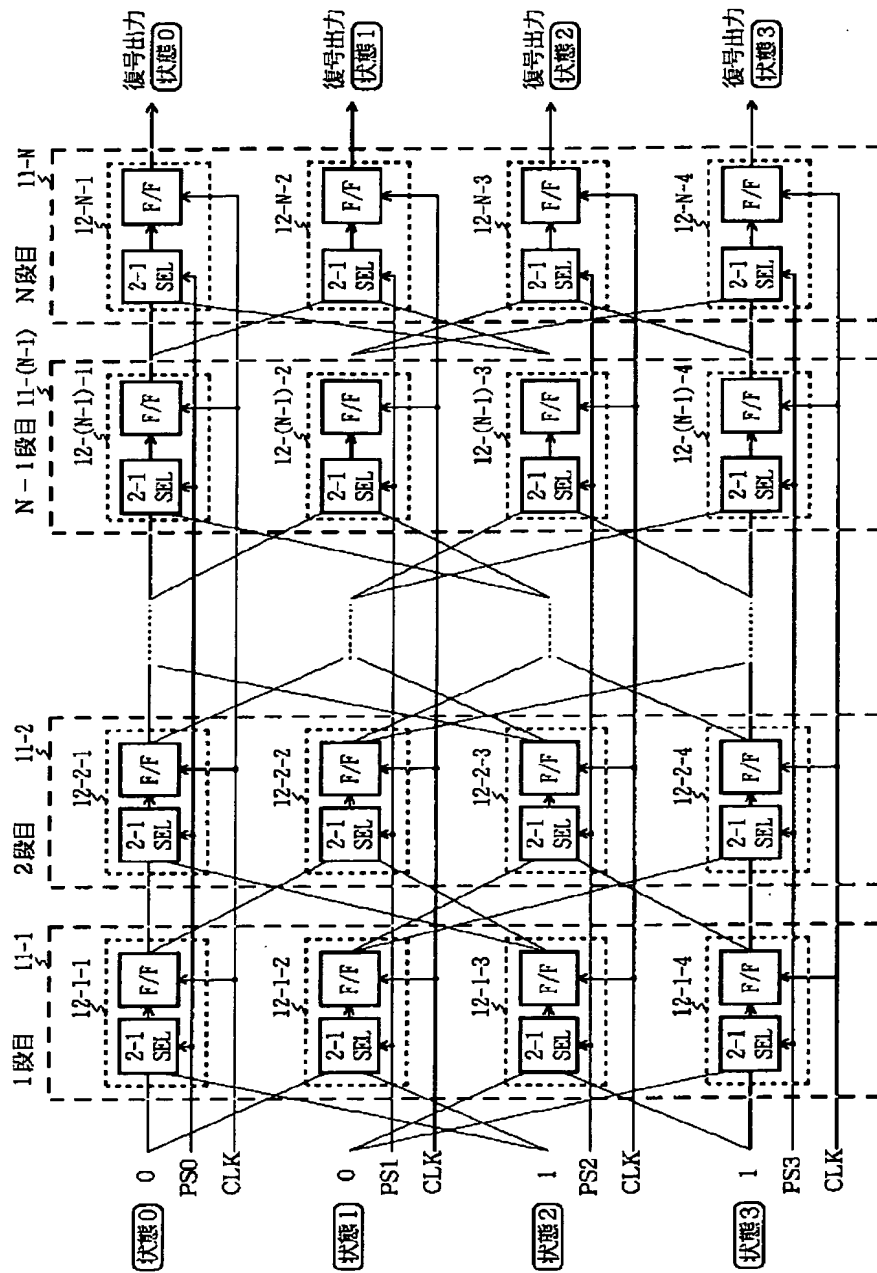 1段目 11-1
2段目 11-2
N-1段目 11-(N-1)
N段目 11-N
状態0 0
PS0
CLK
12-1-1
2-1 SEL
F/F
12-2-1
2-1 SEL
F/F
12-(N-1)-1
2-1 SEL
F/F
12-N-1
2-1 SEL
F/F
復号出力
状態0
状態1 0
PS1
CLK
12-1-2
2-1 SEL
F/F
12-2-2
2-1 SEL
F/F
12-(N-1)-2
2-1 SEL
F/F
12-N-2
2-1 SEL
F/F
復号出力
状態1
状態2 1
PS2
CLK
12-1-3
2-1 SEL
F/F
12-2-3
2-1 SEL
F/F
12-(N-1)-3
2-1 SEL
F/F
12-N-3
2-1 SEL
F/F
復号出力
状態2
状態3 1
PS3
CLK
12-1-4
2-1 SEL
F/F
12-2-4
2-1 SEL
F/F
12-(N-1)-4
2-1 SEL
F/F
12-N-4
2-1 SEL
F/F
復号出力
状態3